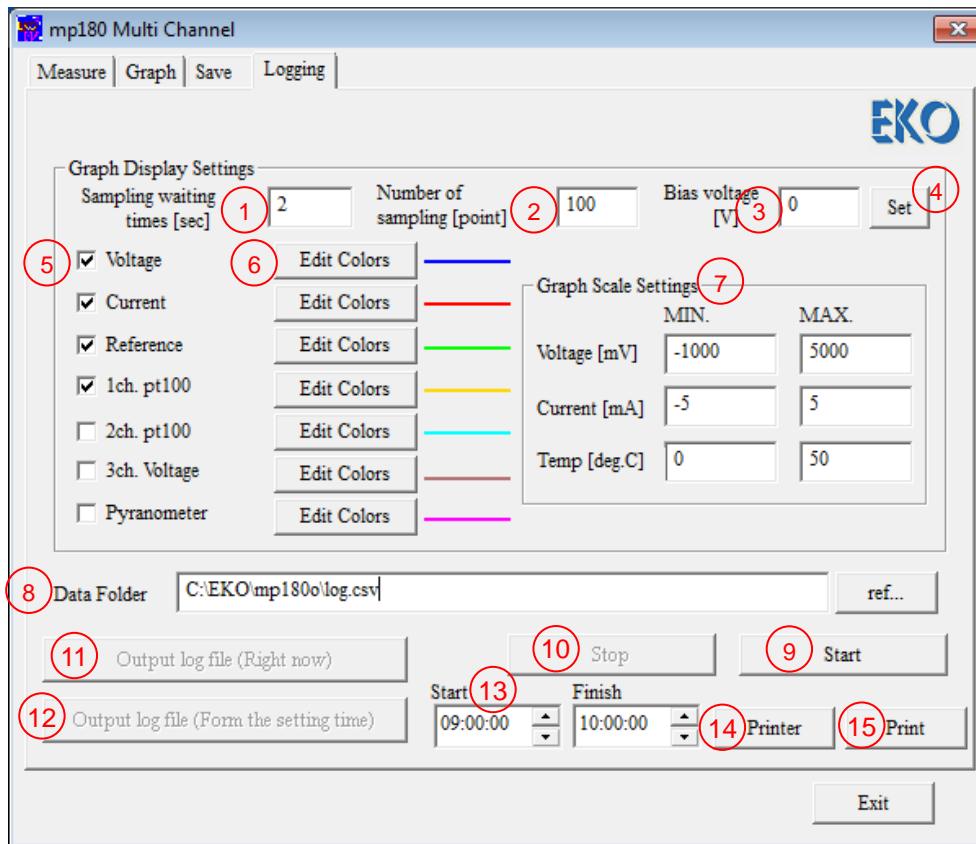 mp180 Multi Channel
Measure Graph Save Logging
EKO
Graph Display Settings
Sampling waiting times [sec] 1 2 Number of sampling [point] 2 100 Bias voltage [V] 3 0 Set 4
5 Voltage 6 Edit Colors
Current Edit Colors
Reference Edit Colors
1ch. pt100 Edit Colors
2ch. pt100 Edit Colors
3ch. Voltage Edit Colors
Pyranometer Edit Colors
Graph Scale Settings 7
MIN. MAX.
Voltage [mV] -1000 5000
Current [mA] -5 5
Temp [deg.C] 0 50
8 Data Folder C:\EKO\mp180o\log.csv ref...
11 Output log file (Right now) 10 Stop 9 Start
Start 13 Finish
12 Output log file (Form the setting time) 09:00:00 10:00:00 14 Printer 15 Print
Exit